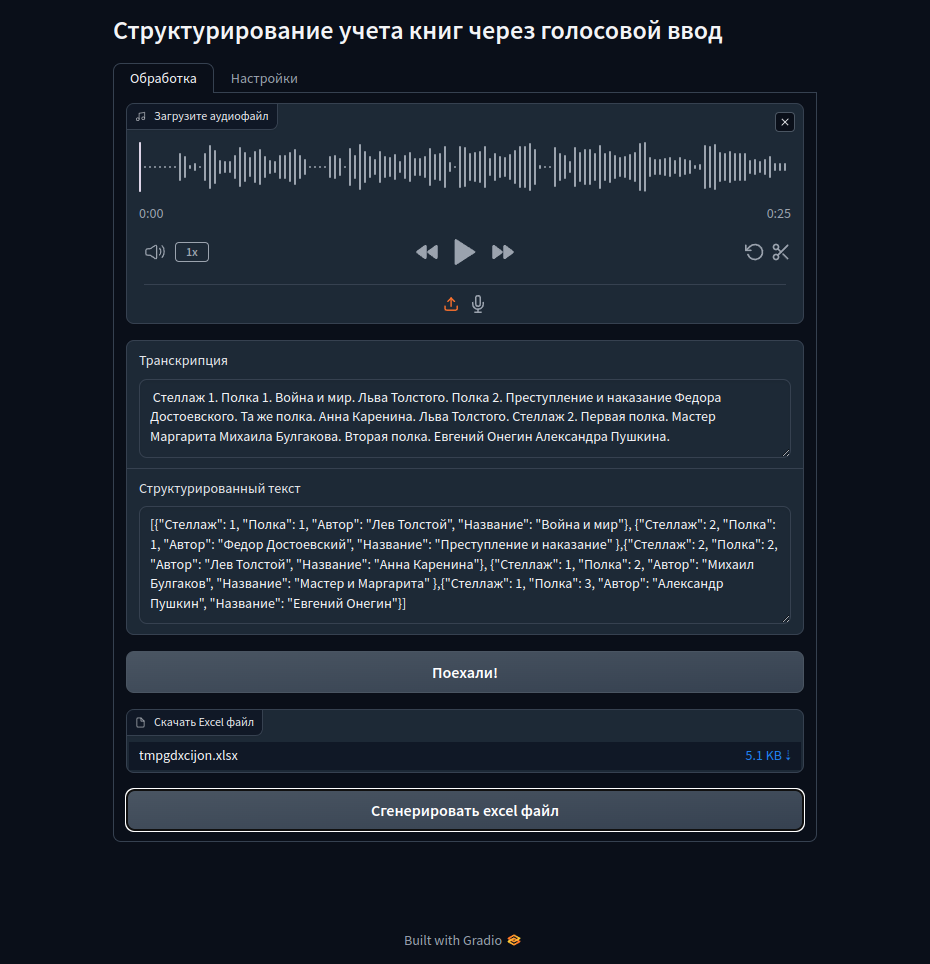 Структурирование учета книг через голосовой ввод
Обработка
Настройки
Загрузите аудиофайл
0:00
0:25
1x
Транскрипция
Стеллаж 1. Полка 1. Война и мир. Льва Толстого. Полка 2. Преступление и наказание Федора
Достоевского. Та же полка. Анна Каренина. Льва Толстого. Стеллаж 2. Первая полка. Мастер
Маргарита Михаила Булгакова. Вторая полка. Евгений Онегин Александра Пушкина.
Структурированный текст
[{"Стеллаж": 1, "Полка": 1, "Автор": "Лев Толстой", "Название": "Война и мир"}, {"Стеллаж": 2, "Полка":
1, "Автор": "Федор Достоевский", "Название": "Преступление и наказание" },{"Стеллаж": 2, "Полка": 2,
"Автор": "Лев Толстой", "Название": "Анна Каренина"}, {"Стеллаж": 1, "Полка": 2, "Автор": "Михаил
Булгаков", "Название": "Мастер и Маргарита" },{"Стеллаж": 1, "Полка": 3, "Автор": "Александр
Пушкин", "Название": "Евгений Онегин"}]
Поехали!
Скачать Excel файл
tmpgdxcijon.xlsx
5.1 KB ↓
Сгенерировать excel файл
Built with Gradio